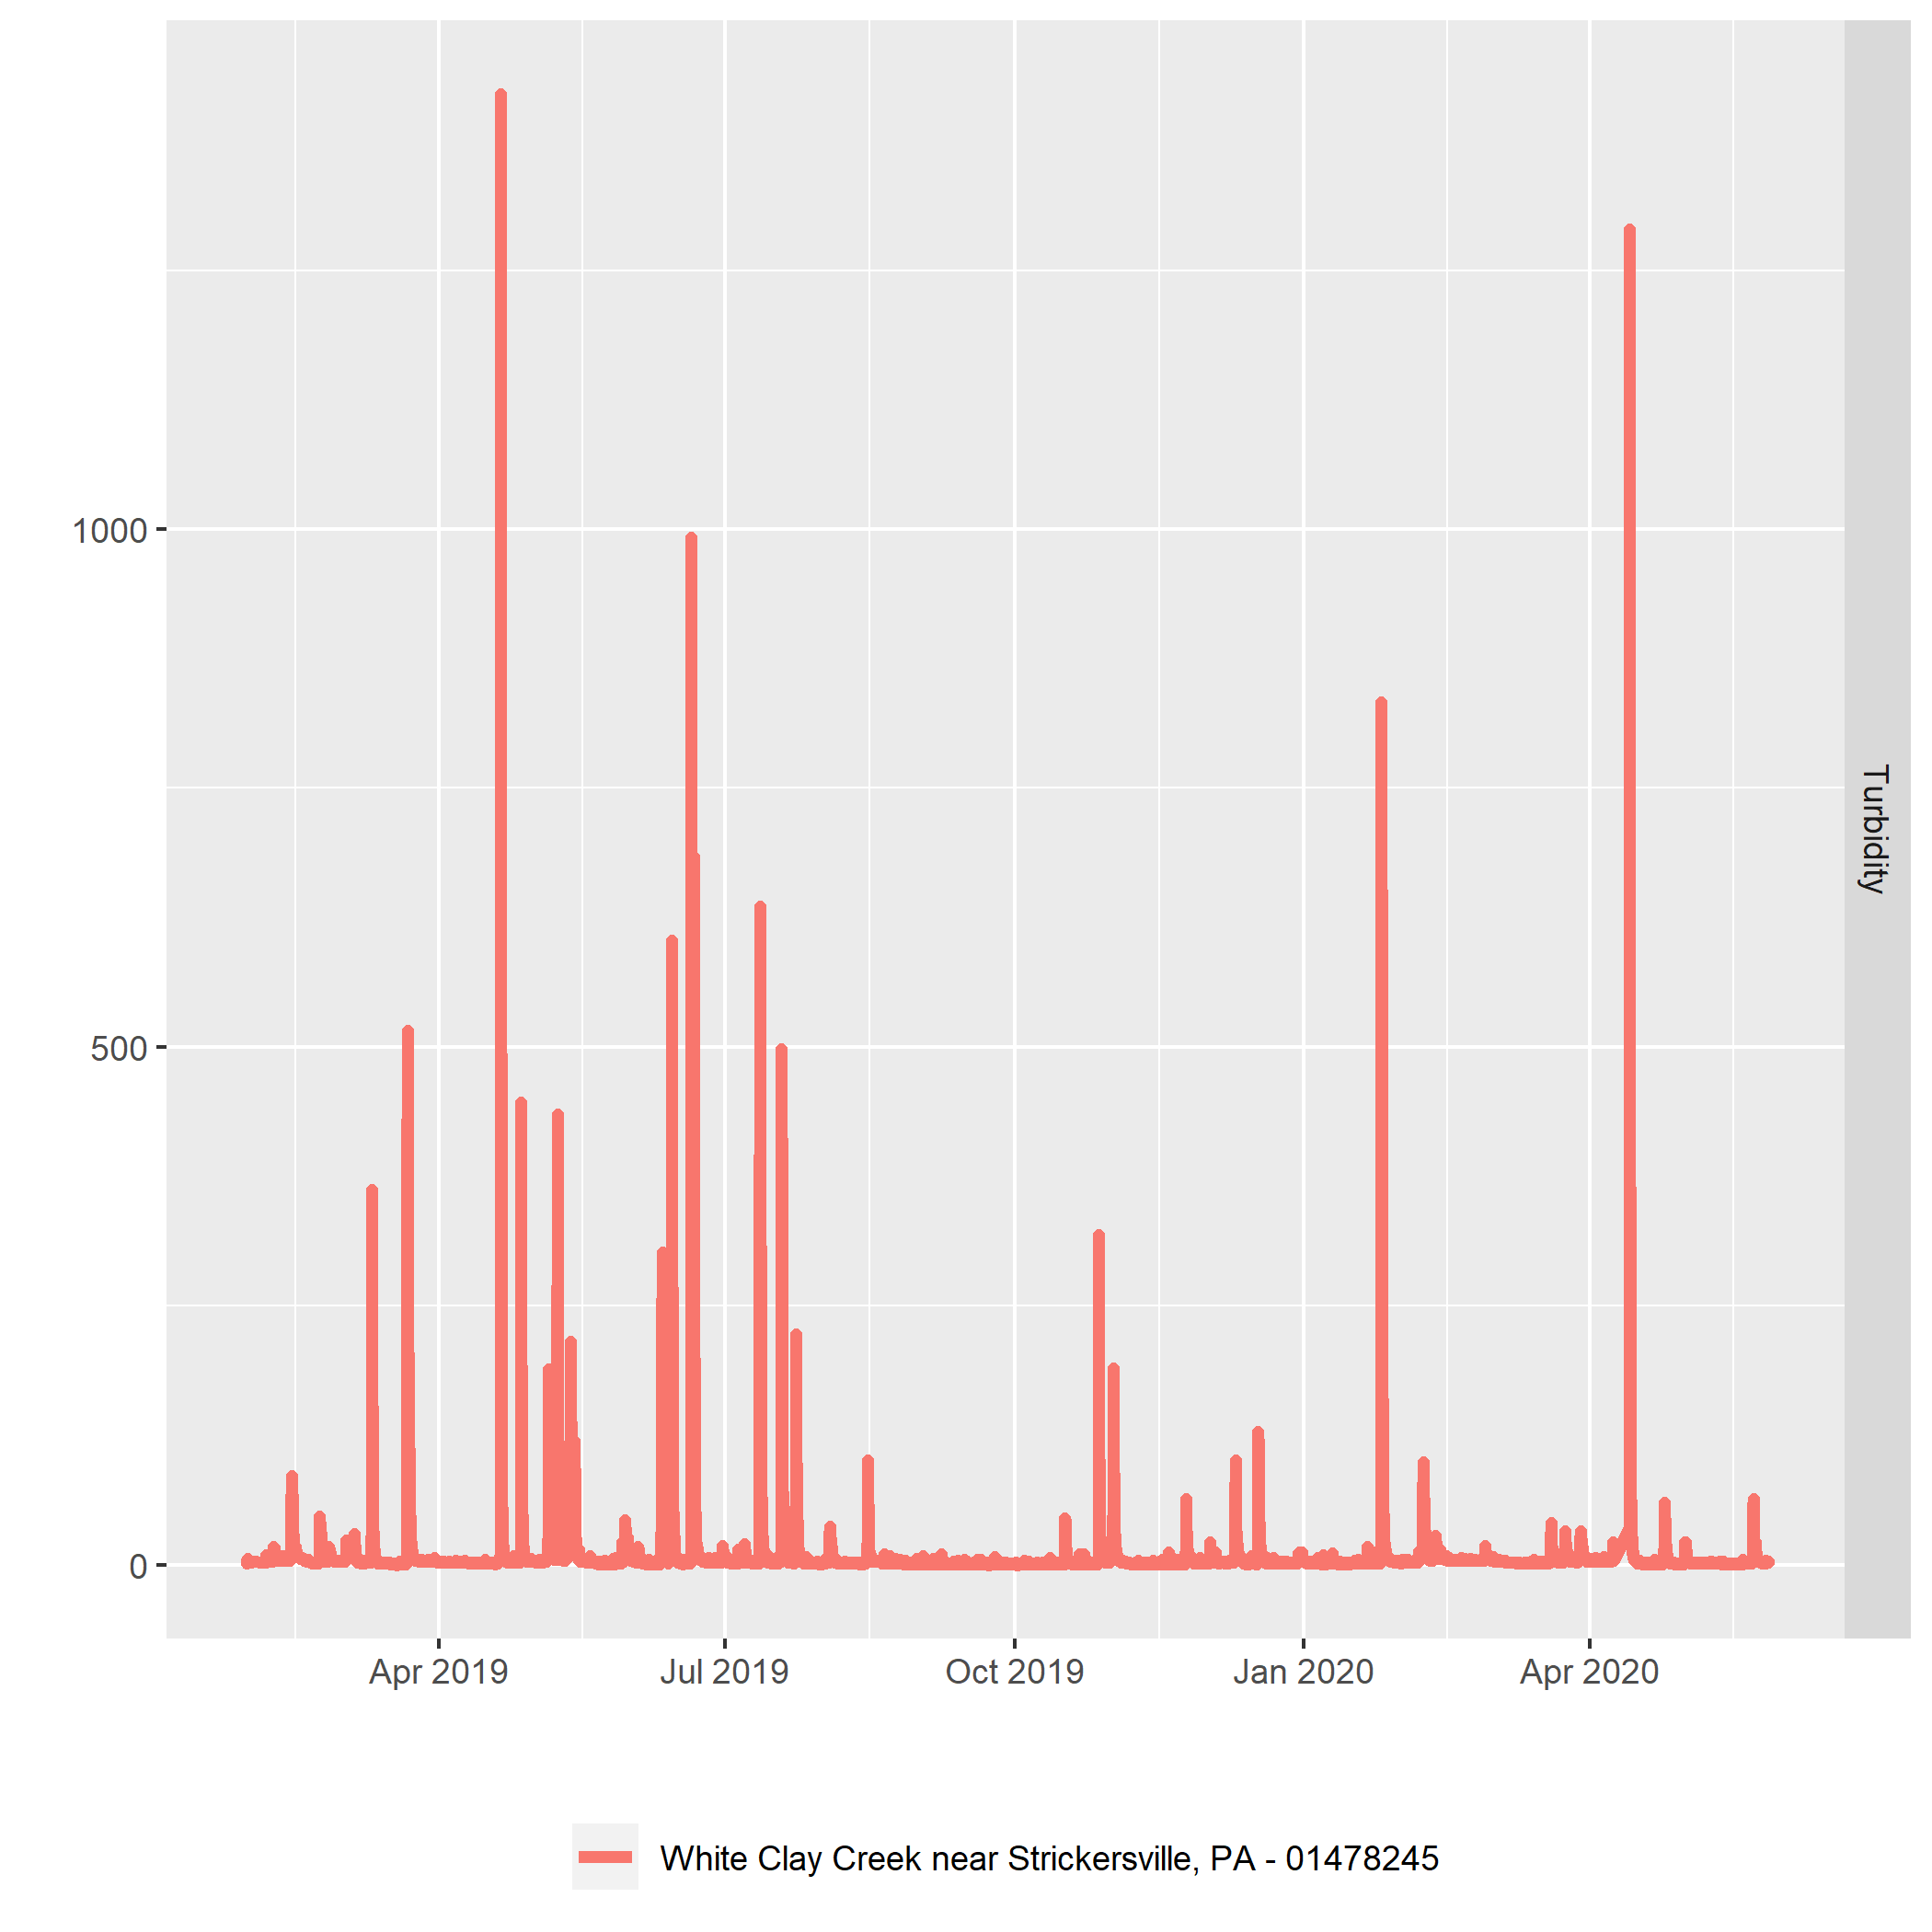 1000
500
0
Turbidity
Apr 2019
Jul 2019
Oct 2019
Jan 2020
Apr 2020
White Clay Creek near Strickersville, PA - 01478245